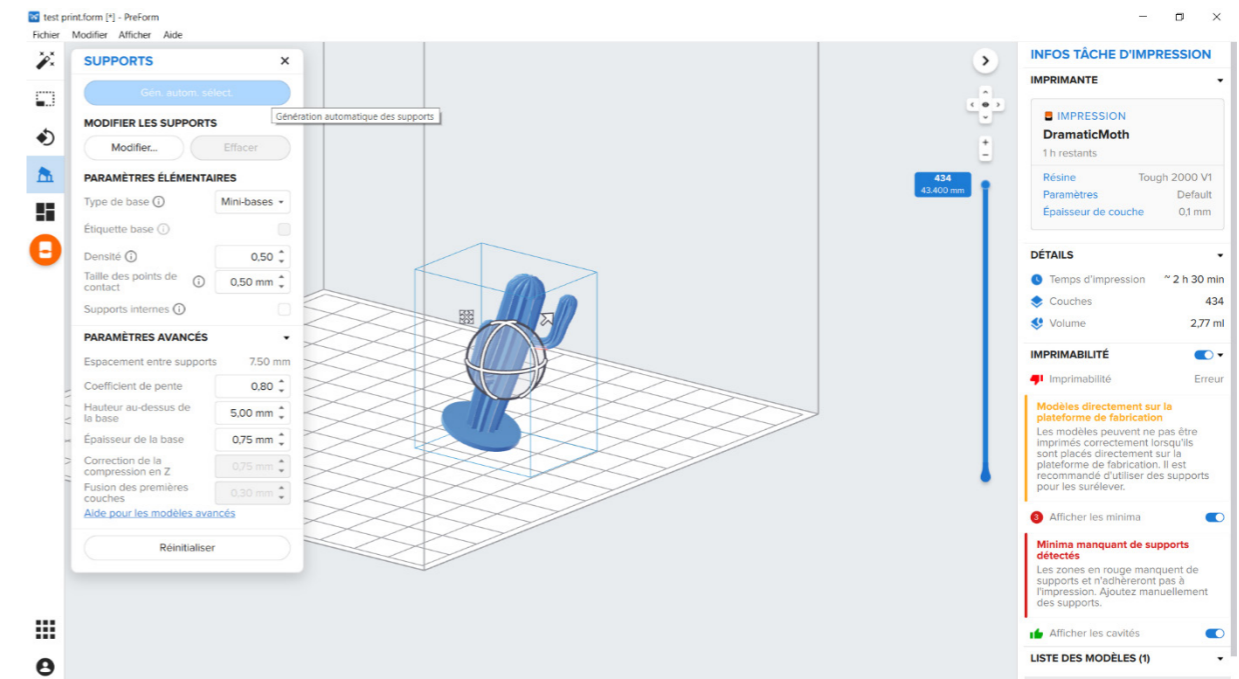 test print.form [*] - PreForm
Fichier Modifier Afficher Aide
SUPPORTS
Gén. autom. sélect.
Génération automatique des supports
MODIFIER LES SUPPORTS
Modifier... Effacer
PARAMÈTRES ÉLÉMENTAIRES
Type de base Mini-bases
Étiquette base
Densité 0,50
Taille des points de
contact
0,50 mm
Supports internes
PARAMÈTRES AVANCÉS
Espacement entre supports 7.50 mm
Coefficient de pente 0,80
Hauteur au-dessus de
la base
5,00 mm
Épaisseur de la base 0,75 mm
Correction de la
compression en Z
0,75 mm
Fusion des premières
couches
0,30 mm
Aide pour les modèles avancés
Réinitialiser
434
43.400 mm
INFOS TÂCHE D'IMPRESSION
IMPRIMANTE
IMPRESSION
DramaticMoth
1 h restants
Résine Tough 2000 V1
Paramètres Default
Épaisseur de couche 0,1 mm
DÉTAILS
Temps d'impression ~ 2 h 30 min
Couches 434
Volume 2,77 ml
IMPRIMABILITÉ
Imprimabilité Erreur
Modèles directement sur la
plateforme de fabrication
Les modèles peuvent ne pas être
imprimés correctement lorsqu'ils
sont placés directement sur la
plateforme de fabrication. Il est
recommandé d'utiliser des supports
pour les surélever.
3 Afficher les minima
Minima manquant de supports
détectés
Les zones en rouge manquent de
supports et n'adhèreront pas à
l'impression. Ajoutez manuellement
des supports.
Afficher les cavités
LISTE DES MODÈLES (1)